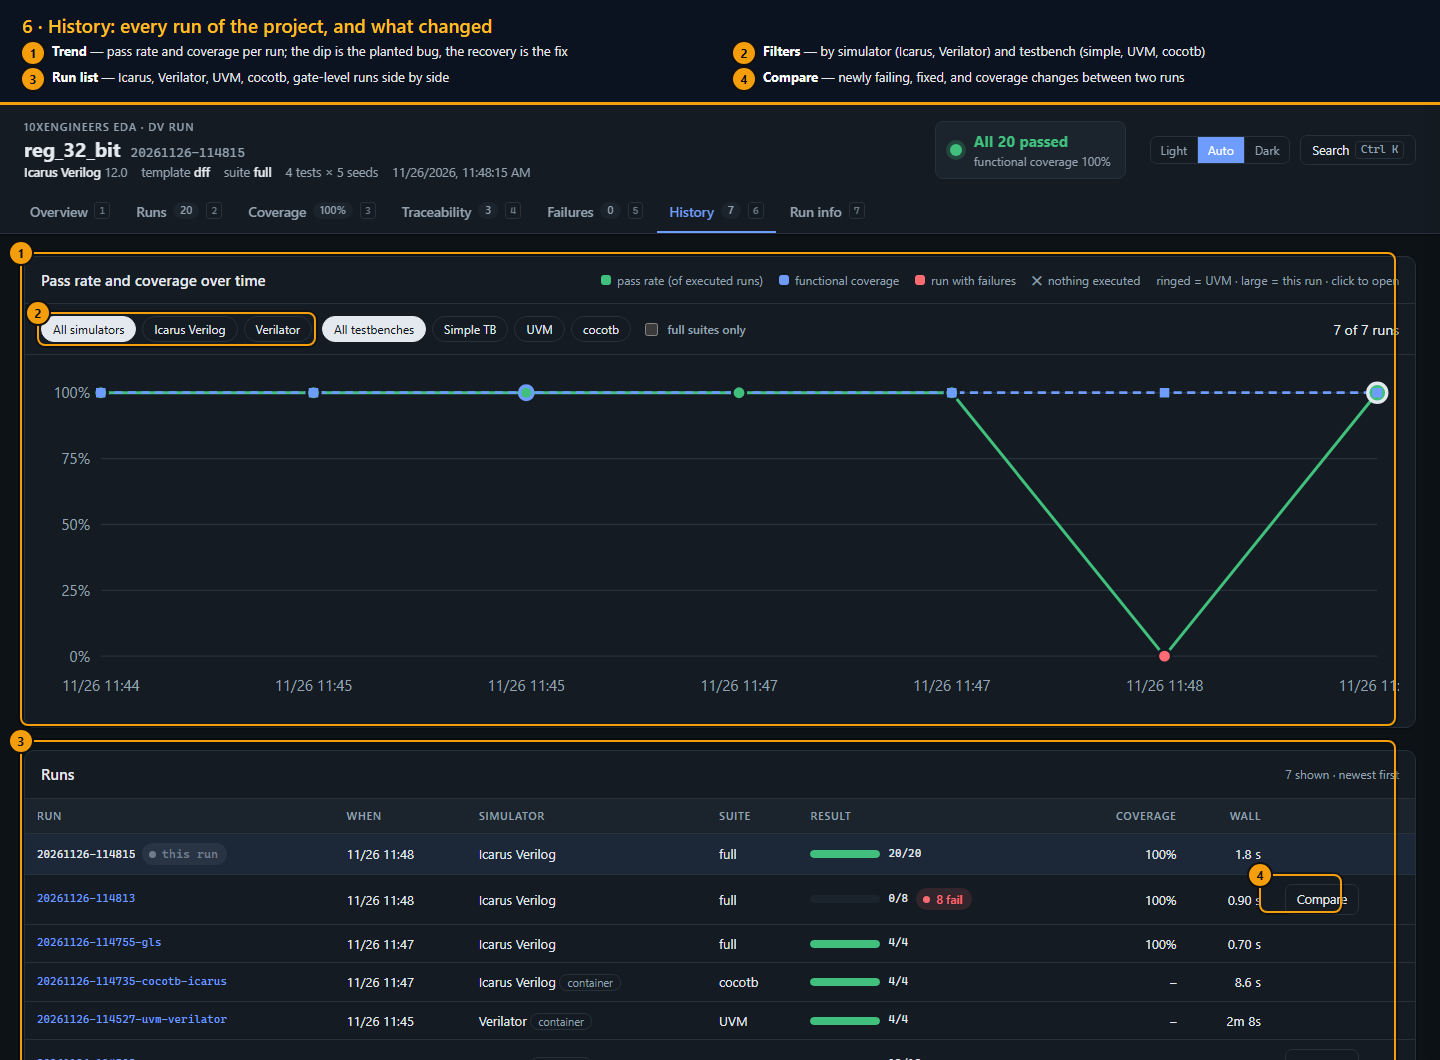 6 · History: every run of the project, and what changed
1 Trend — pass rate and coverage per run; the dip is the planted bug, the recovery is the fix
2 Filters — by simulator (Icarus, Verilator) and testbench (simple, UVM, cocotb)
3 Run list — Icarus, Verilator, UVM, cocotb, gate-level runs side by side
4 Compare — newly failing, fixed, and coverage changes between two runs
10XENGINEERS EDA · DV RUN
reg_32_bit 20261126-114815
Icarus Verilog 12.0 template dff suite full 4 tests × 5 seeds 11/26/2026, 11:48:15 AM
All 20 passed
functional coverage 100%
Light Auto Dark
Search Ctrl K
Overview 1 Runs 20 2 Coverage 100% 3 Traceability 3 4 Failures 0 5 History 7 6 Run info 7
1
Pass rate and coverage over time
pass rate (of executed runs) functional coverage run with failures nothing executed ringed = UVM · large = this run · click to open
2
All simulators Icarus Verilog Verilator All testbenches Simple TB UVM cocotb full suites only 7 of 7 runs
100%
75%
50%
25%
0%
11/26 11:44 11/26 11:45 11/26 11:45 11/26 11:47 11/26 11:47 11/26 11:48 11/26 11:
3
Runs 7 shown · newest first
RUN WHEN SIMULATOR SUITE RESULT COVERAGE WALL
20261126-114815 this run 11/26 11:48 Icarus Verilog full 20/20 100% 1.8 s
4
20261126-114813 11/26 11:48 Icarus Verilog full 0/8 8 fail 100% 0.90 s Compare
20261126-114755-gls 11/26 11:47 Icarus Verilog full 4/4 100% 0.70 s
20261126-114735-cocotb-icarus 11/26 11:47 Icarus Verilog container cocotb 4/4 – 8.6 s
20261126-114527-uvm-verilator 11/26 11:45 Verilator container UVM 4/4 – 2m 8s